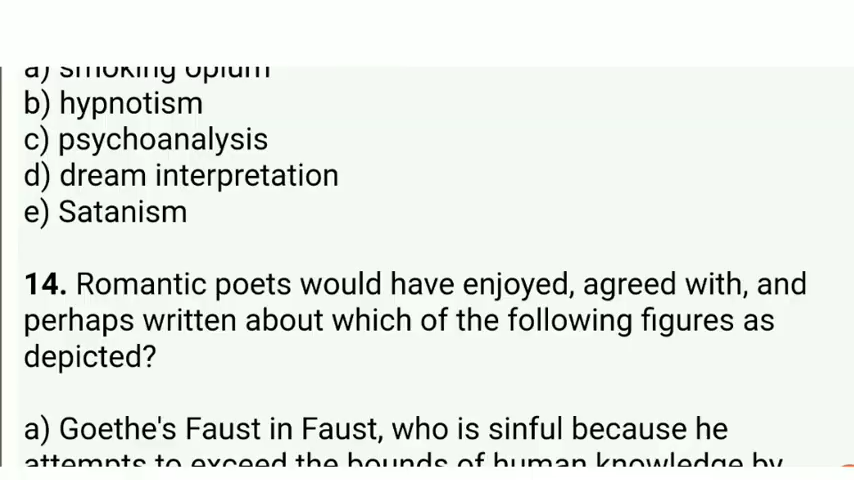 a) smoking opium
b) hypnotism
c) psychoanalysis
d) dream interpretation
e) Satanism
14. Romantic poets would have enjoyed, agreed with, and
perhaps written about which of the following figures as
depicted?
a) Goethe's Faust in Faust, who is sinful because he
attempts to exceed the bounds of human knowledge by